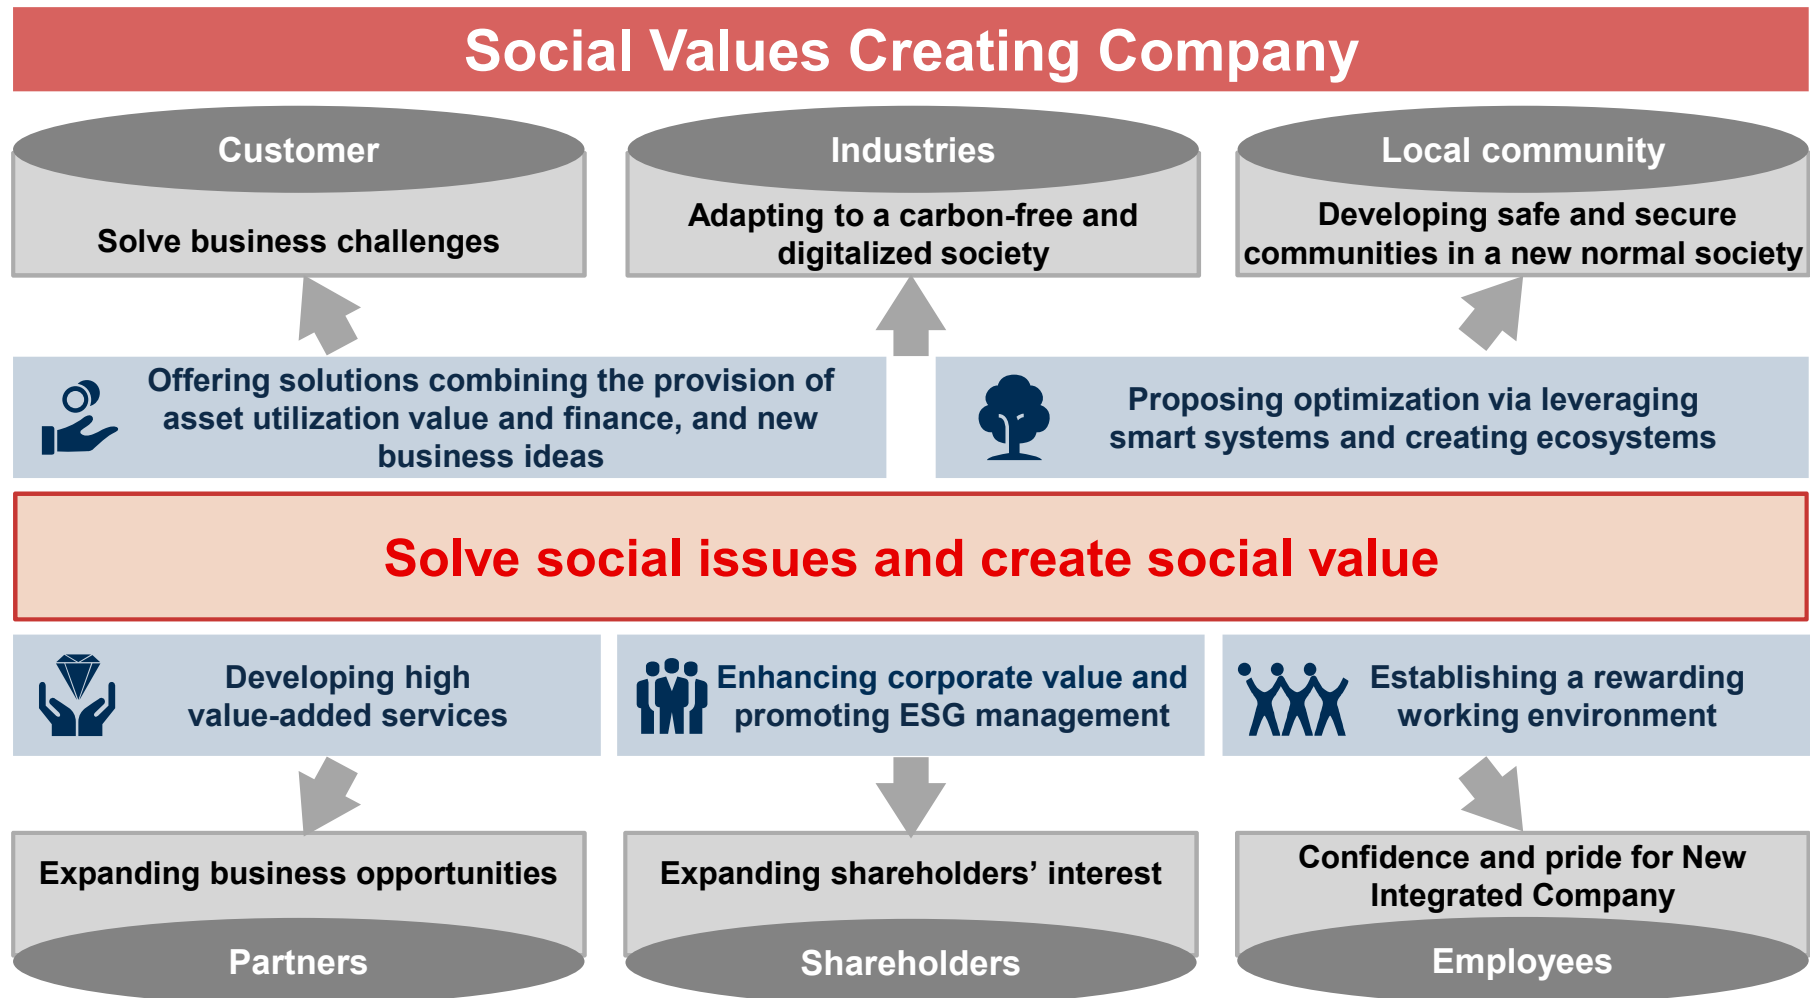 Social Values Creating Company
Customer
Solve business challenges
Industries
Adapting to a carbon-free and
digitalized society
Local community
Developing safe and secure
communities in a new normal society
Offering solutions combining the provision of
asset utilization value and finance, and new
business ideas
Proposing optimization via leveraging
smart systems and creating ecosystems
Solve social issues and create social value
Developing high
value-added services
Enhancing corporate value and
promoting ESG management
Establishing a rewarding
working environment
Expanding business opportunities
Partners
Expanding shareholders’ interest
Shareholders
Confidence and pride for New
Integrated Company
Employees